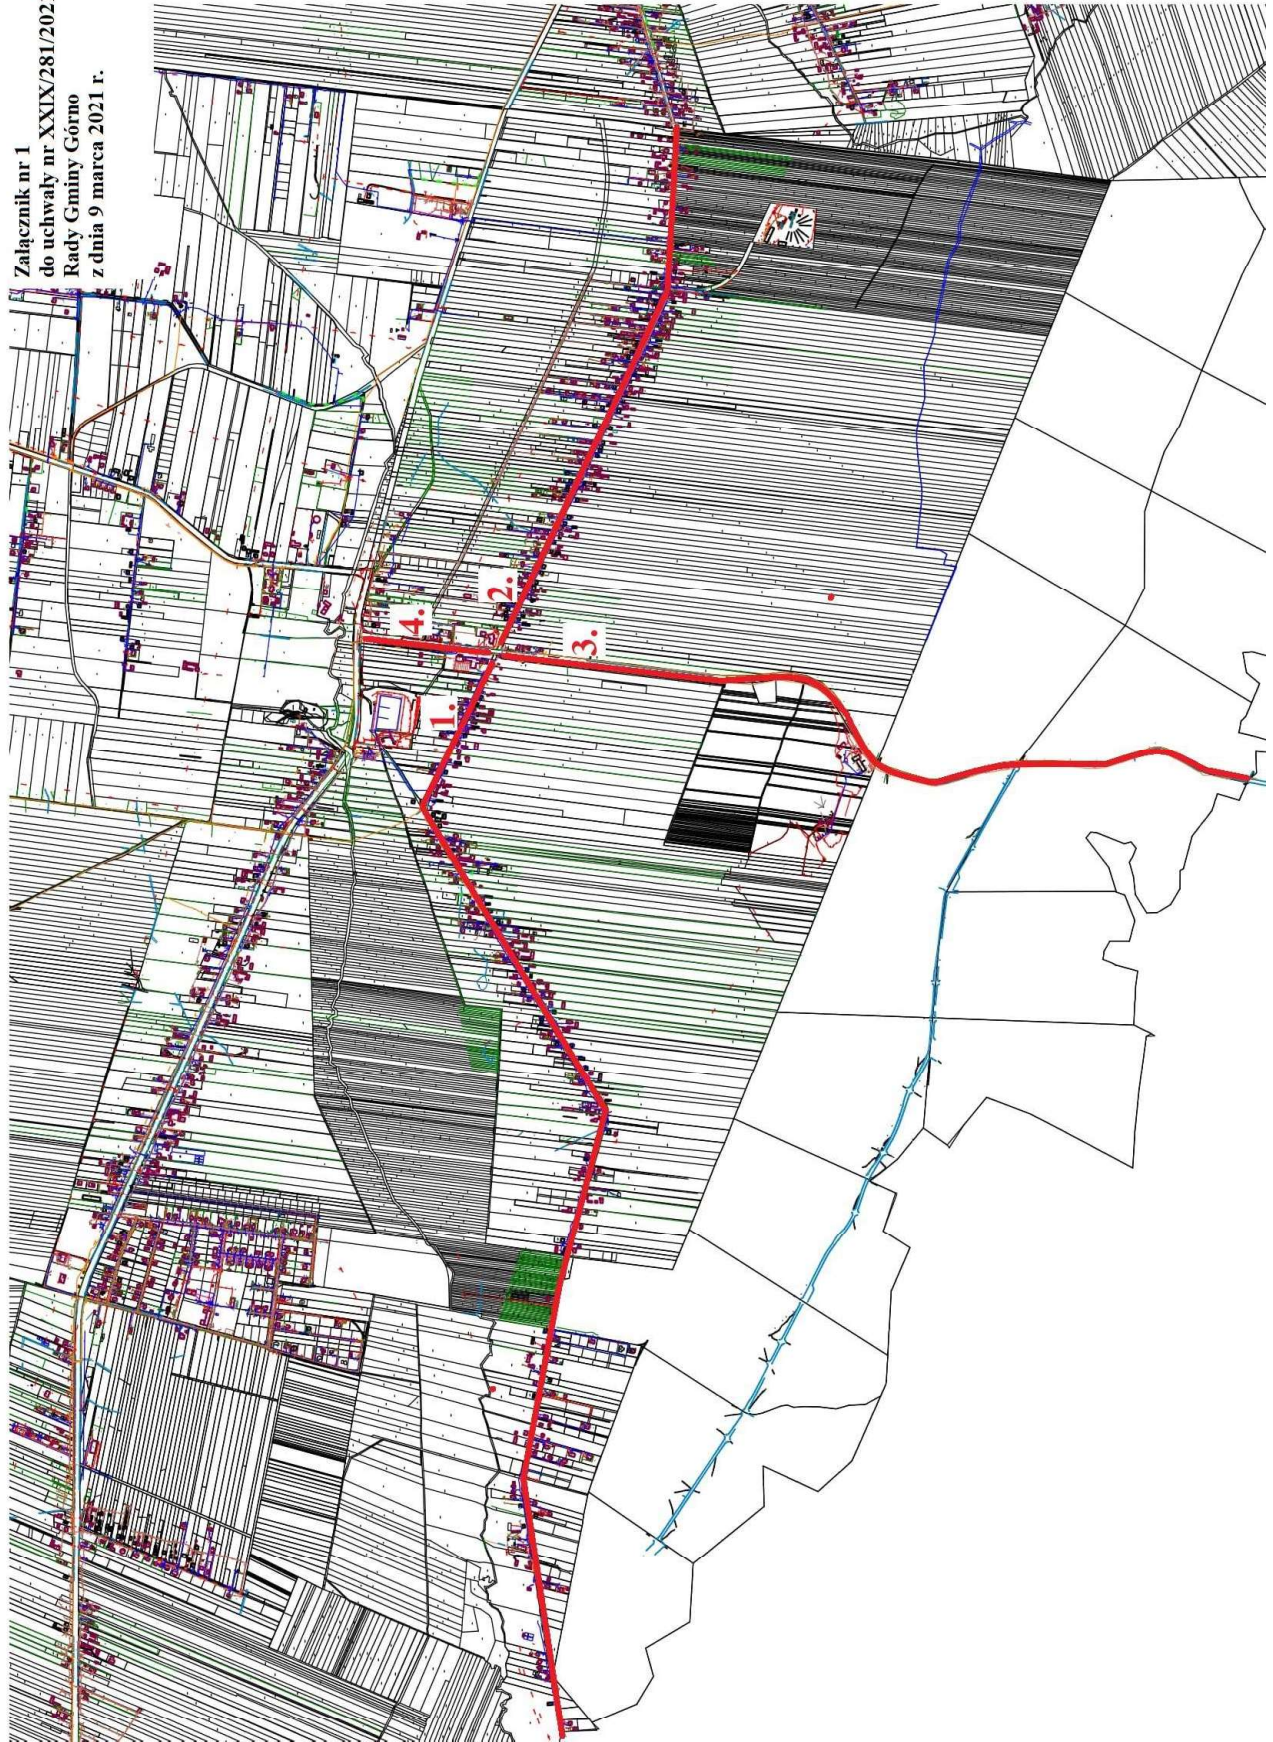 Załącznik nr 1
do uchwały nr XXIX/281/202
Rady Gminy Górno
z dnia 9 marca 2021 r.
1.
2.
3.
4.